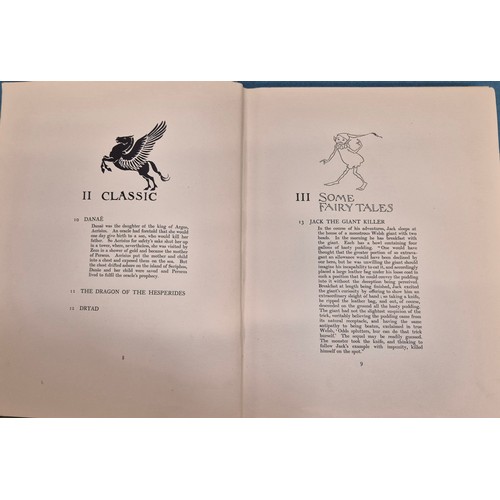 II CLASSIC
10 DANAË
Danaë was the daughter of the king of Argos,
Acrisius. An oracle had foretold that she would
one day give birth to a son, who would kill her
father. So Acrisius for safety's sake shut her up
in a tower, where, nevertheless, she was visited by
Zeus in a shower of gold and became the mother
of Perseus. Acrisius put the mother and child
into a chest and exposed them on the sea. But
the chest drifted ashore on the island of Seriphos,
Danaë and her child were saved and Perseus
lived to fulfil the oracle's prophecy.
11 THE DRAGON OF THE HESPERIDES
12 DRYAD
8
III SOME
FAIRY TALES
13 JACK THE GIANT KILLER
In the course of his adventures, Jack sleeps at
the house of a monstrous Welsh giant with two
heads. In the morning he has breakfast with
the giant. Each has a bowl containing four
gallons of hasty pudding. "One would have
thought that the greater portion of so extrava-
gant an allowance would have been declined by
our hero, but he was unwilling the giant should
imagine his incapability to eat it, and accordingly
placed a large leather bag under his loose coat in
such a position that he could convey the pudding
into it without the deception being perceived.
Breakfast at length being finished, Jack excited
the giant's curiosity by offering to show him an
extraordinary sleight of hand; so taking a knife,
he ripped the leather bag, and out, of course,
descended on the ground all the hasty pudding.
The giant had not the slightest suspicion of the
trick, veritably believing the pudding came from
its natural receptacle, and having the same
antipathy to being beaten, exclaimed in true
Welsh, 'Odds splutters, hur can do that trick
hurself.' The sequel may be readily guessed.
The monster took the knife, and thinking to
follow Jack's example with impunity, killed
himself on the spot."
9